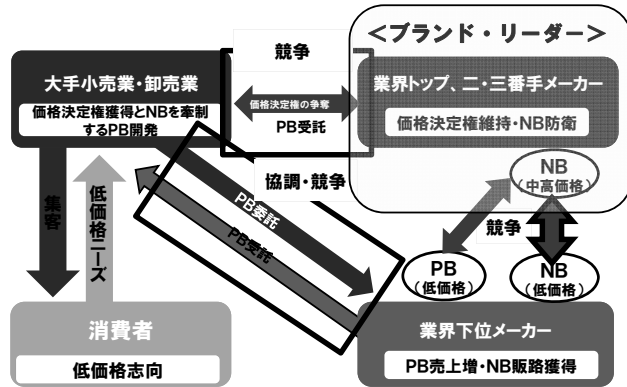 ＜ブランド・リーダー＞
競争
大手小売業・卸売業
価格決定権獲得とNBを牽制
するPB開発
価格決定権の争奪
PB受託
業界トップ、二・三番手メーカー
価格決定権維持・NB防衛
協調・競争
NB
（中高価格）
集客
低価格ニーズ
PB委託
PB受託
競争
PB
（低価格）
NB
（低価格）
消費者
低価格志向
業界下位メーカー
PB売上増・NB販路獲得